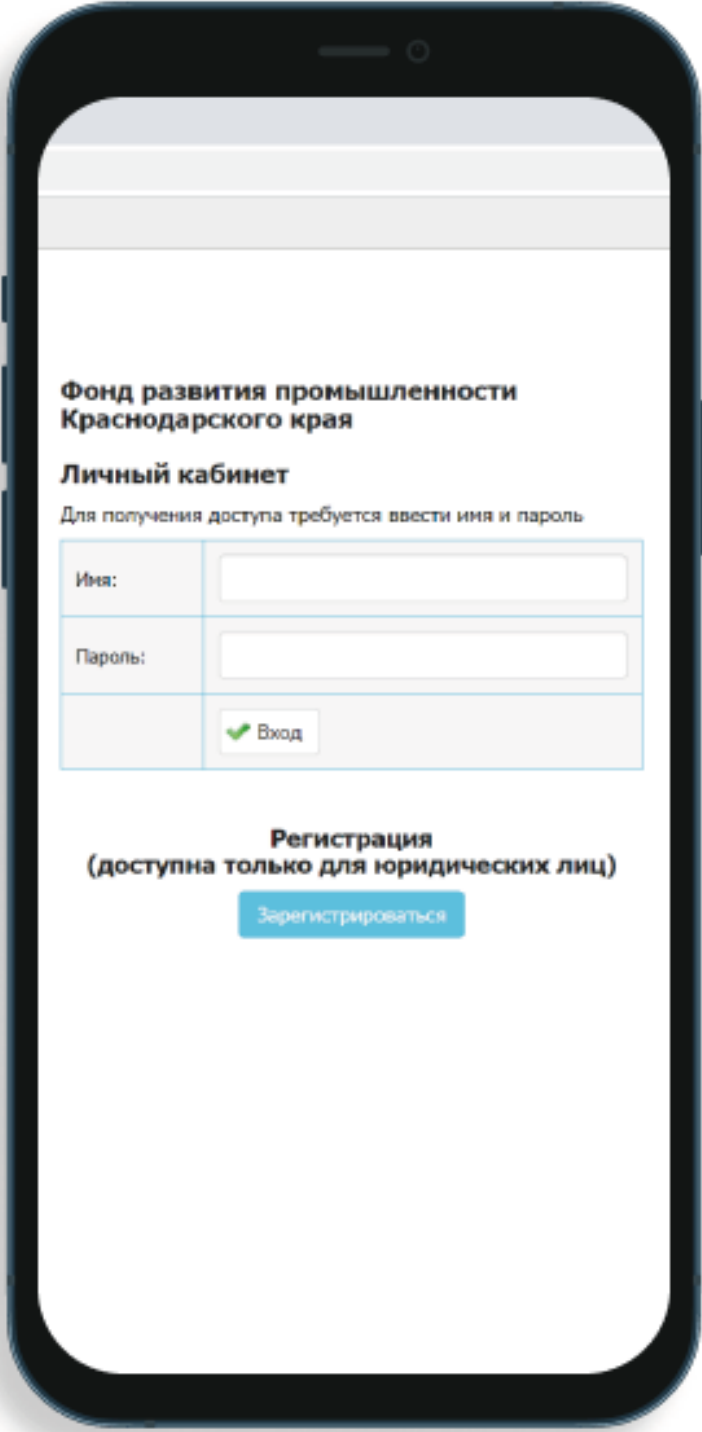 Фонд развития промышленности
Краснодарского края
Личный кабинет
Для получения доступа требуется ввести имя и пароль
Имя:
Пароль:
Вход
Регистрация
(доступна только для юридических лиц)
Зарегистрироваться